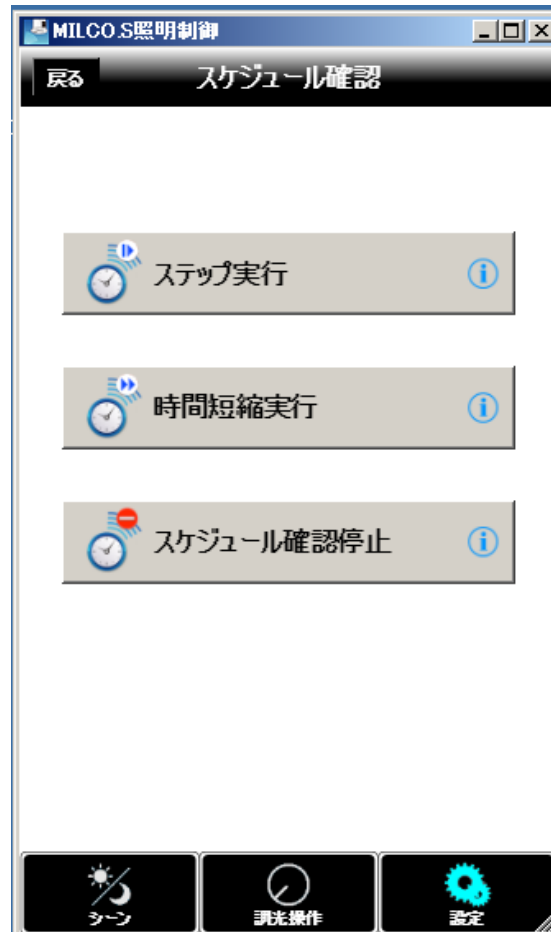 MILCO.S照明制御
戻る スケジュール確認
ステップ実行
時間短縮実行
スケジュール確認停止
シーン 調光操作 設定